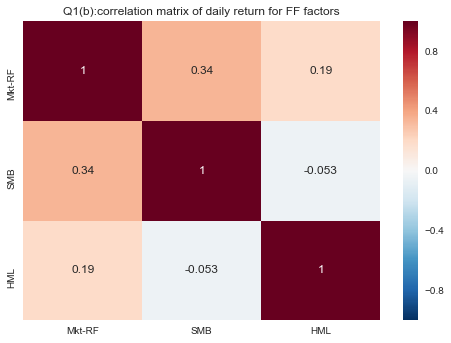 Q1(b):correlation matrix of daily return for FF factors
Mkt-RF 1 0.34 0.19
SMB 0.34 1 -0.053
HML 0.19 -0.053 1
Mkt-RF SMB HML
0.8
0.4
0.0
−0.4
−0.8